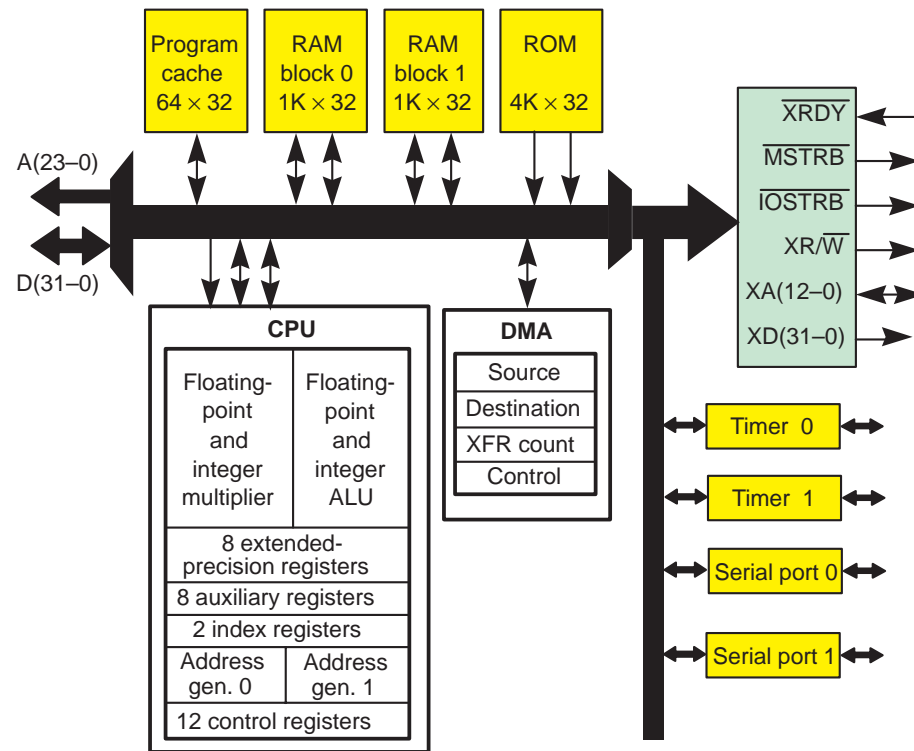 Program
cache
64 × 32
RAM
block 0
1K × 32
RAM
block 1
1K × 32
ROM
4K × 32
A(23–0)
D(31–0)
X̅R̅D̅Y̅
M̅S̅T̅R̅B̅
I̅O̅S̅T̅R̅B̅
XR/W̅
XA(12–0)
XD(31–0)
CPU
Floating-
point
and
integer
multiplier
Floating-
point
and
integer
ALU
8 extended-
precision registers
8 auxiliary registers
2 index registers
Address
gen. 0
Address
gen. 1
12 control registers
DMA
Source
Destination
XFR count
Control
Timer 0
Timer 1
Serial port 0
Serial port 1